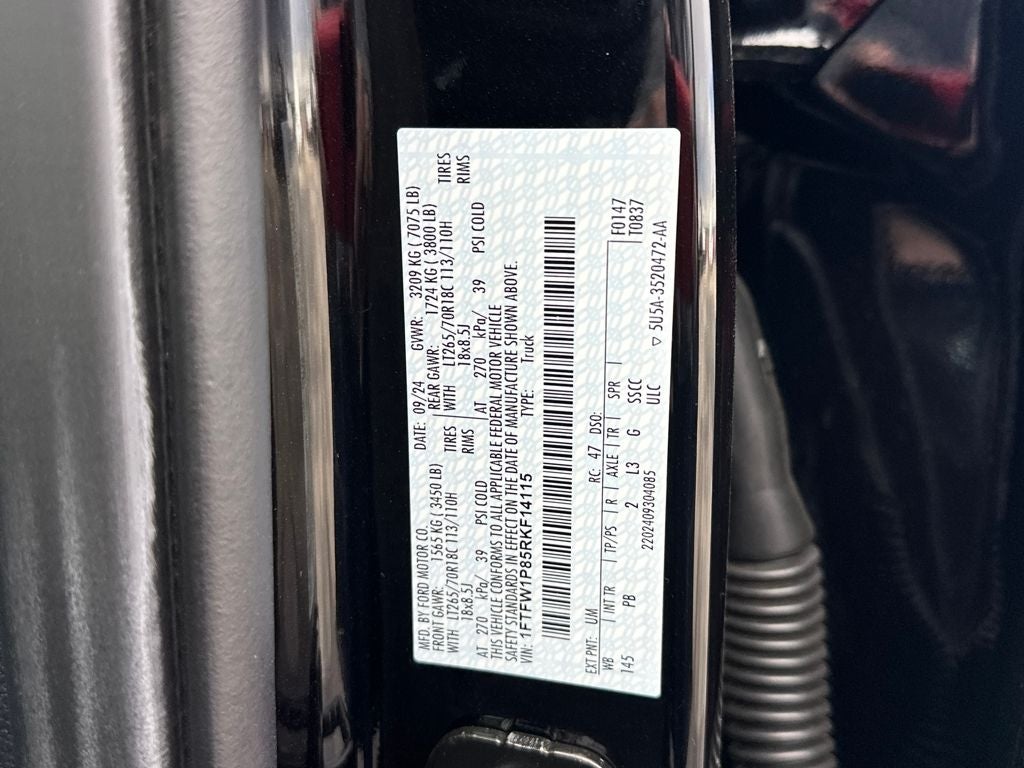 MFD. BY FORD MOTOR CO. DATE: 09/24 GVWR: 3209 KG ( 7075 LB)
FRONT GAWR: 1565 KG ( 3450 LB) REAR GAWR: 1724 KG ( 3800 LB)
WITH LT265/70R18C 113/110H TIRES WITH LT265/70R18C 113/110H TIRES
18x8.5J RIMS 18x8.5J RIMS
AT 270 kPa/ 39 PSI COLD AT 270 kPa/ 39 PSI COLD
THIS VEHICLE CONFORMS TO ALL APPLICABLE FEDERAL MOTOR VEHICLE
SAFETY STANDARDS IN EFFECT ON THE DATE OF MANUFACTURE SHOWN ABOVE.
VIN: 1FTFW1P85RKF14115 TYPE: Truck
EXT PNT: UM RC: 47 DSO: F0147
WB INT TR TP/PS R AXLE TR SPR T0837
145 PB 2 L3 G SSCC
2202409304085 ULC ▽ 5U5A-3520472-AA